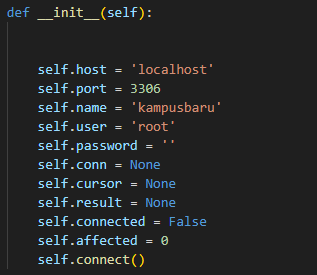 def __init__(self):
self.host = 'localhost'
self.port = 3306
self.name = 'kampusbaru'
self.user = 'root'
self.password = ''
self.conn = None
self.cursor = None
self.result = None
self.connected = False
self.affected = 0
self.connect()